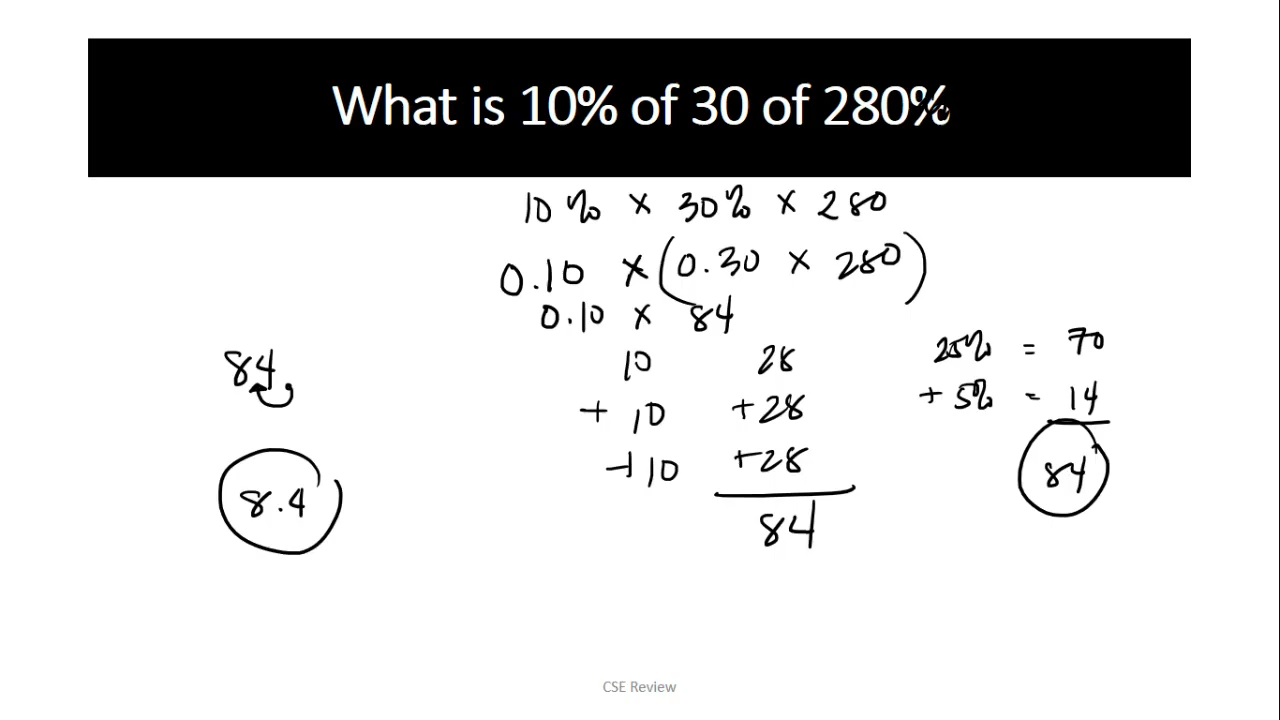 What is 10% of 30 of 280%
10% x 30% x 280
0.10 x (0.30 x 280)
0.10 x 84
84
8.4
10 28
+ 10 +28
+10 +28
84
25% = 70
+ 5% = 14
84
CSE Review